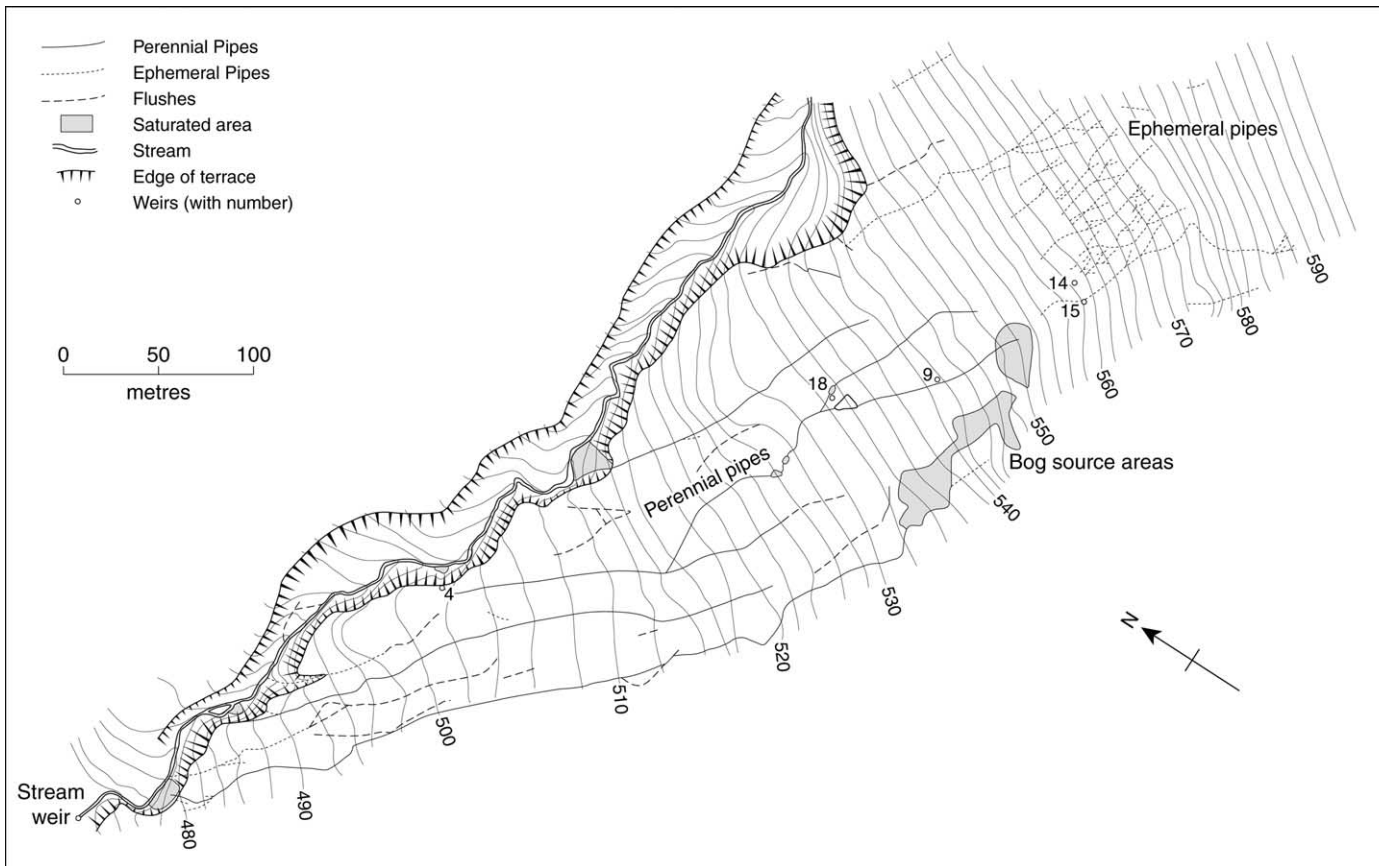 Perennial Pipes
Ephemeral Pipes
Flushes
Saturated area
Stream
Edge of terrace
Weirs (with number)
0 50 100
metres
Ephemeral pipes
590
14
15
580
570
560
9
18
550
Bog source areas
540
Perennial pipes
530
4
520
510
500
490
480
N
Stream
weir